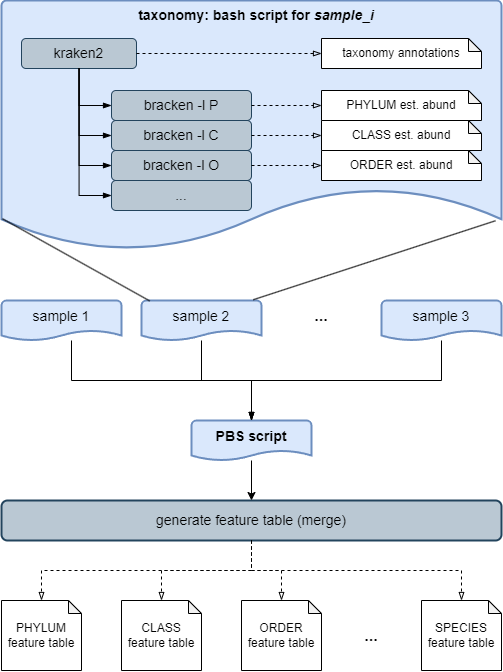 taxonomy: bash script for sample_i
kraken2
taxonomy annotations
bracken -l P
PHYLUM est. abund
bracken -l C
CLASS est. abund
bracken -l O
ORDER est. abund
...
sample 1
sample 2
...
sample 3
PBS script
generate feature table (merge)
PHYLUM
feature table
CLASS
feature table
ORDER
feature table
...
SPECIES
feature table